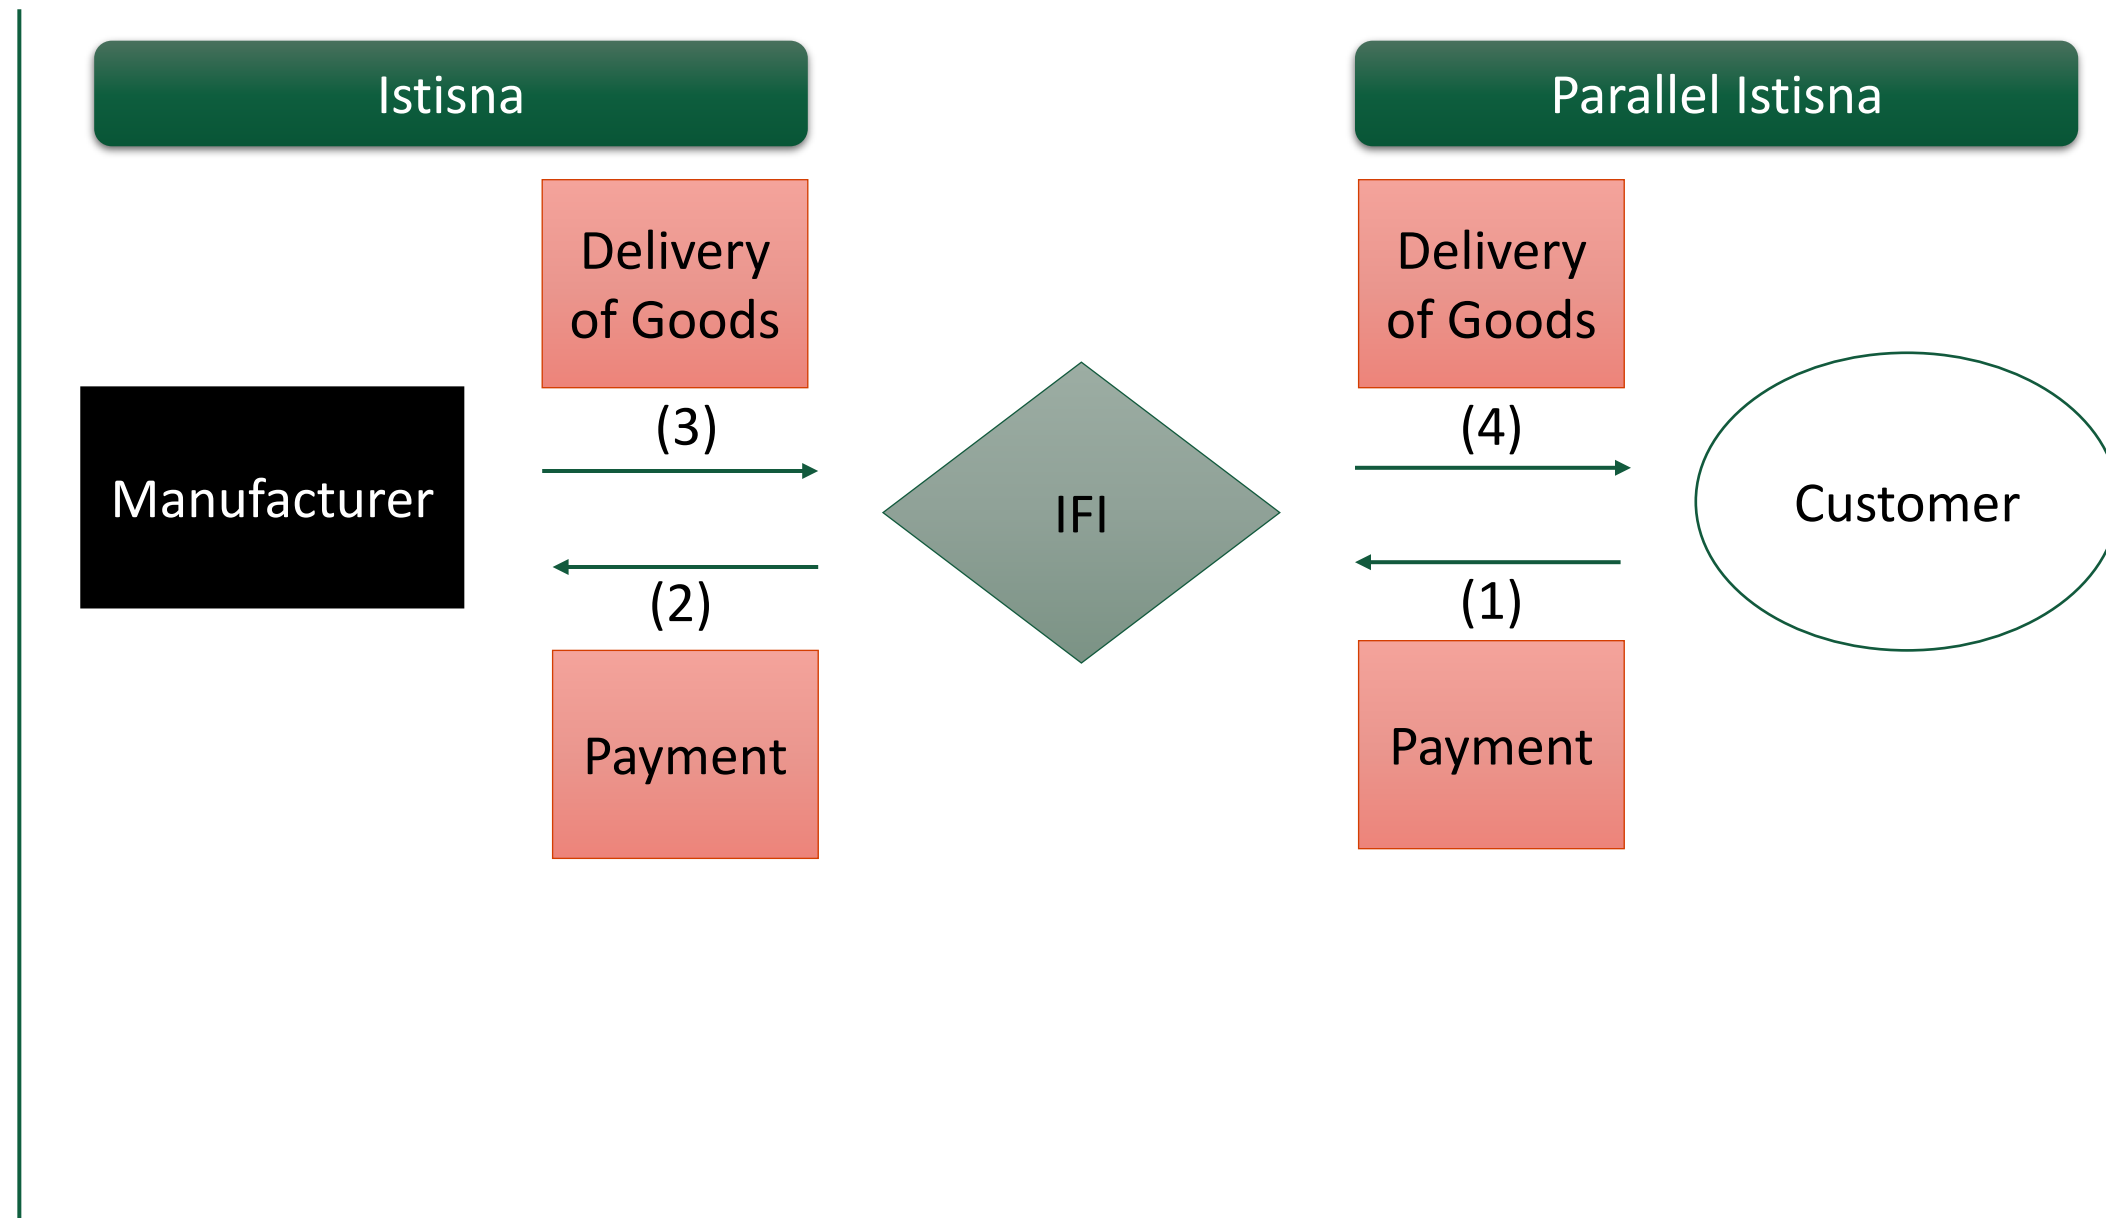 Istisna
Parallel Istisna
Delivery
of Goods
Delivery
of Goods
(3)
(4)
Manufacturer
IFI
Customer
(2)
(1)
Payment
Payment